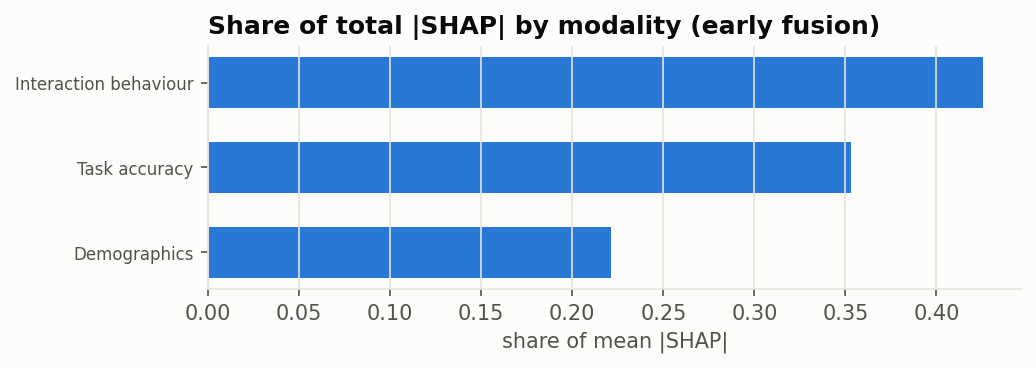 Share of total |SHAP| by modality (early fusion)
Interaction behaviour
Task accuracy
Demographics
0.00 0.05 0.10 0.15 0.20 0.25 0.30 0.35 0.40
share of mean |SHAP|